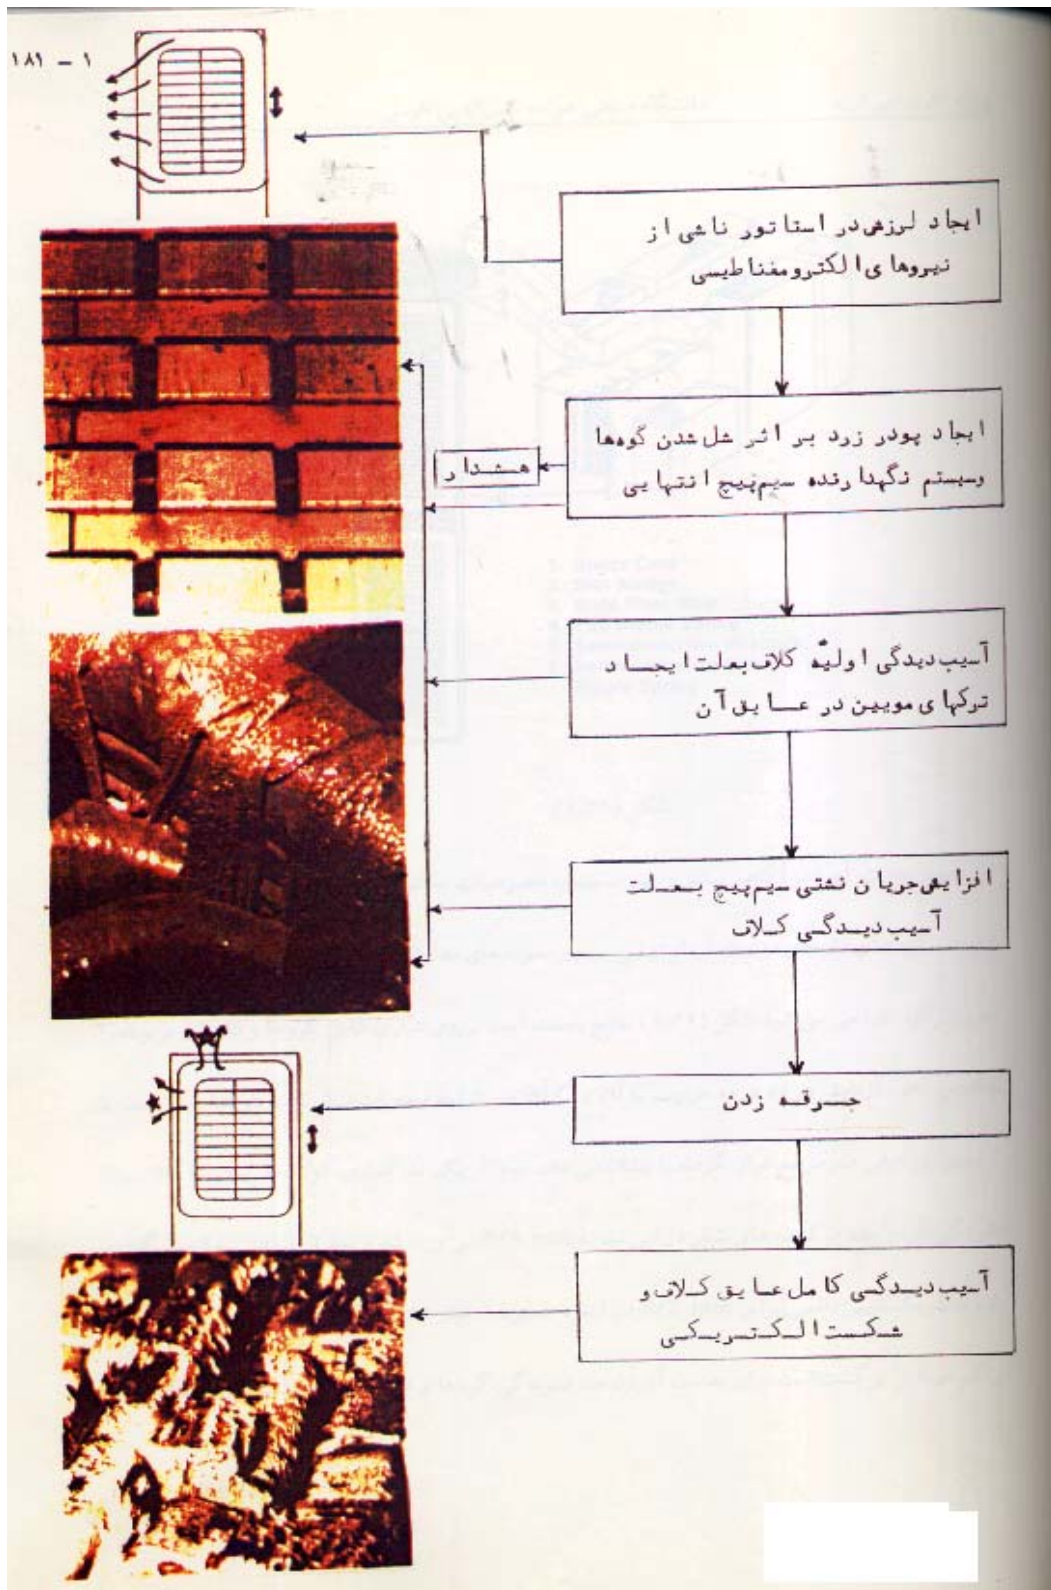 ۱۸۱ - ۱
ایجاد لرزش در استاتور ناشی از
نیروهای الکترومغناطیسی
ایجاد پودر زرد بر اثر شل شدن گوه‌ها
وسیستم نگهدارنده سیم‌پیچ انتهایی
هشدار
آسیب دیدگی اولیه کلاف بعلت ایجاد
ترکهای مویین در عایق آن
افزایش جریان نشتی سیم‌پیچ بعلت
آسیب دیدگی کلاف
جرقه زدن
آسیب دیدگی کامل عایق کلاف و
شکست الکتریکی